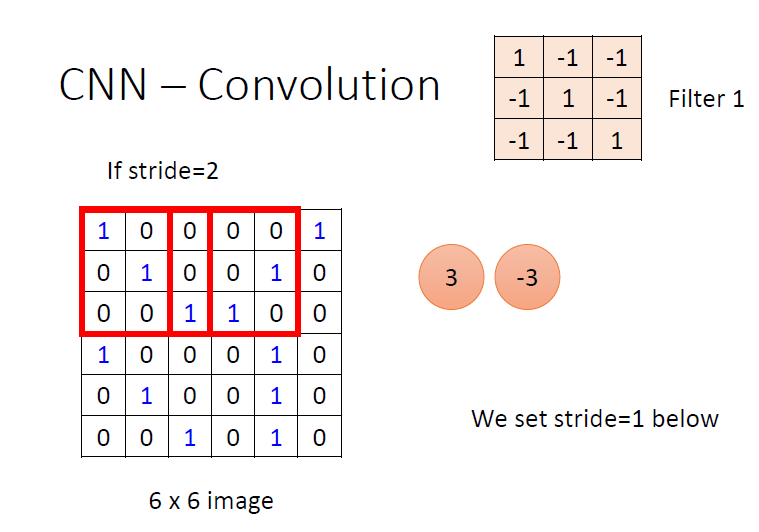 CNN – Convolution
1 -1 -1
-1 1 -1
-1 -1 1
Filter 1
If stride=2
1 0 0 0 0 1
0 1 0 0 1 0
0 0 1 1 0 0
1 0 0 0 1 0
0 1 0 0 1 0
0 0 1 0 1 0
3 -3
We set stride=1 below
6 x 6 image